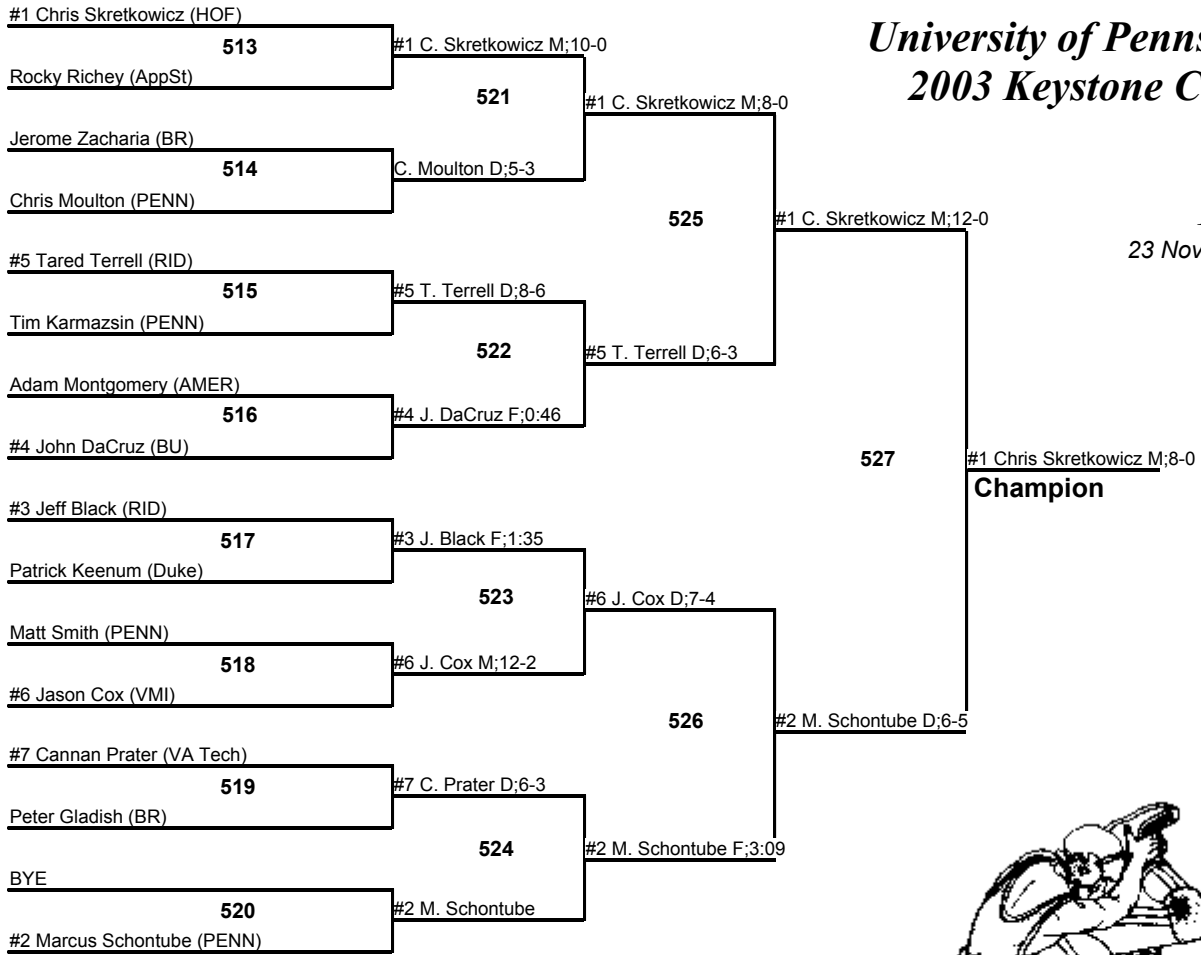 University of Penns
2003 Keystone C
23 Nov
#1 Chris Skretkowicz (HOF)
513
Rocky Richey (AppSt)
#1 C. Skretkowicz M;10-0
521
#1 C. Skretkowicz M;8-0
Jerome Zacharia (BR)
514
Chris Moulton (PENN)
C. Moulton D;5-3
525
#1 C. Skretkowicz M;12-0
#5 Tared Terrell (RID)
515
Tim Karmazsin (PENN)
#5 T. Terrell D;8-6
522
#5 T. Terrell D;6-3
Adam Montgomery (AMER)
516
#4 John DaCruz (BU)
#4 J. DaCruz F;0:46
527
#1 Chris Skretkowicz M;8-0
Champion
#3 Jeff Black (RID)
517
Patrick Keenum (Duke)
#3 J. Black F;1:35
523
#6 J. Cox D;7-4
Matt Smith (PENN)
518
#6 Jason Cox (VMI)
#6 J. Cox M;12-2
526
#2 M. Schontube D;6-5
#7 Cannan Prater (VA Tech)
519
Peter Gladish (BR)
#7 C. Prater D;6-3
524
#2 M. Schontube F;3:09
BYE
520
#2 Marcus Schontube (PENN)
#2 M. Schontube